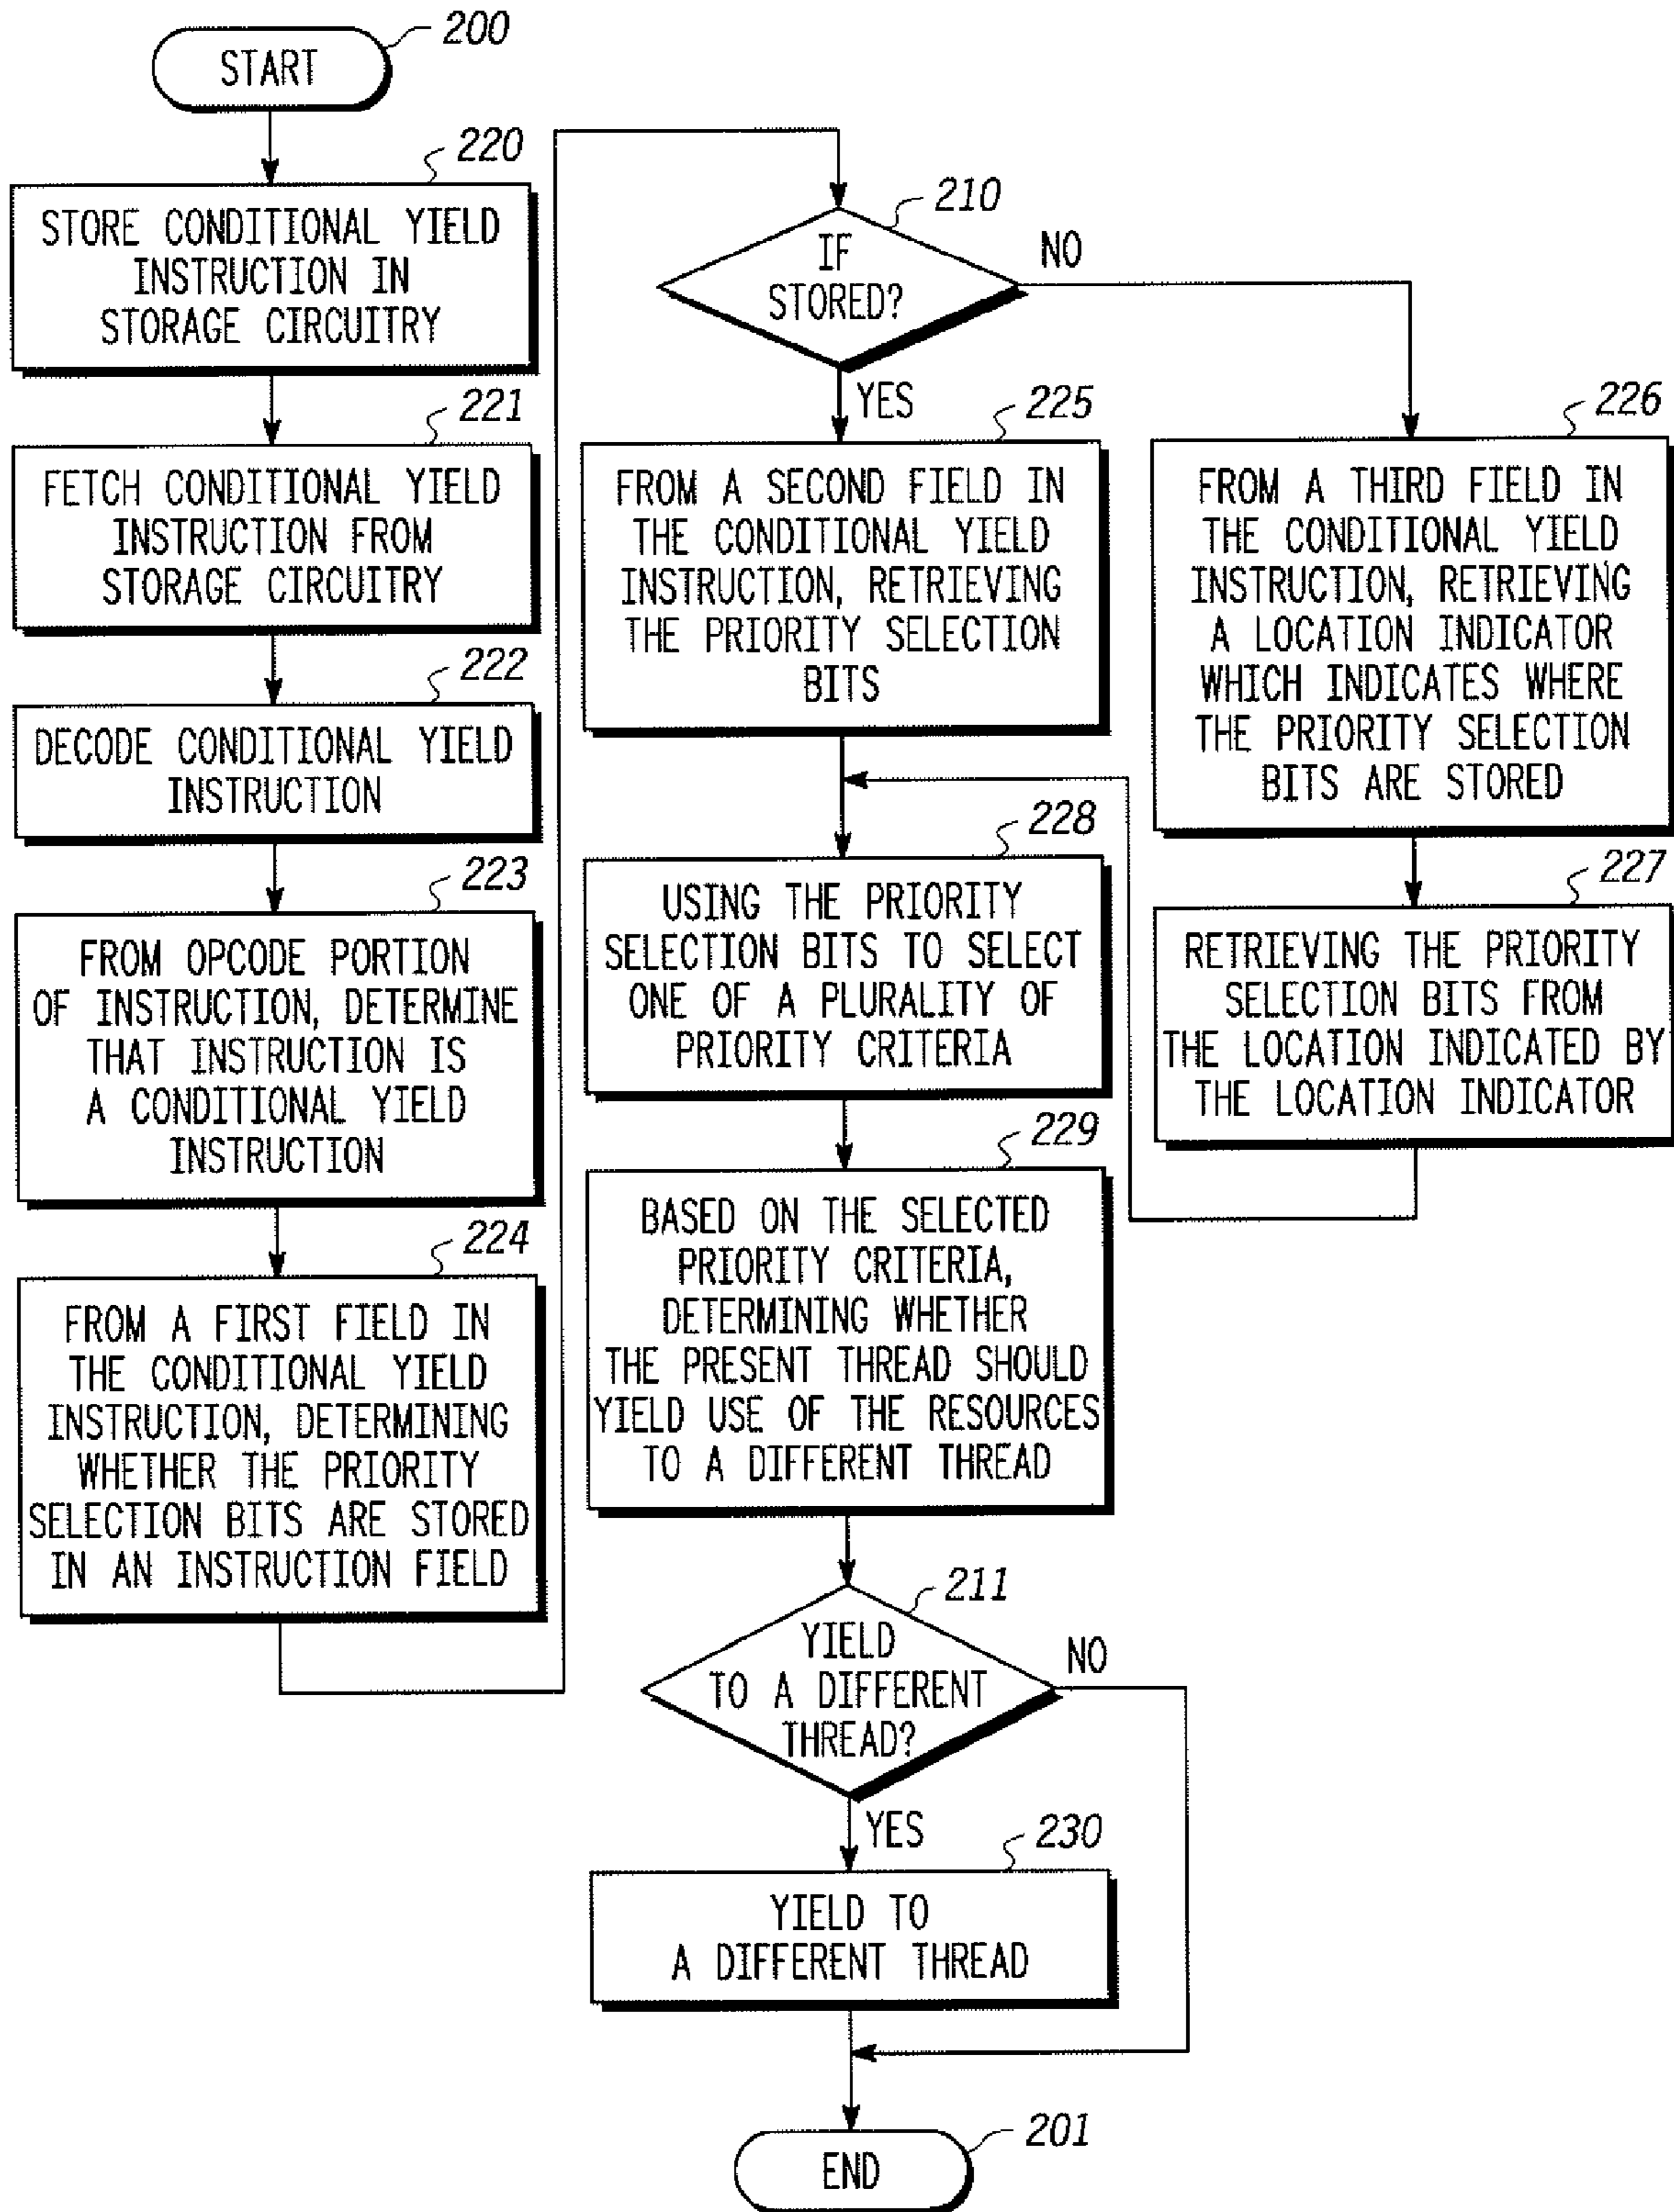 200
START
220
STORE CONDITIONAL YIELD
INSTRUCTION IN
STORAGE CIRCUITRY
221
FETCH CONDITIONAL YIELD
INSTRUCTION FROM
STORAGE CIRCUITRY
222
DECODE CONDITIONAL YIELD
INSTRUCTION
223
FROM OPCODE PORTION
OF INSTRUCTION, DETERMINE
THAT INSTRUCTION IS
A CONDITIONAL YIELD
INSTRUCTION
224
FROM A FIRST FIELD IN
THE CONDITIONAL YIELD
INSTRUCTION, DETERMINING
WHETHER THE PRIORITY
SELECTION BITS ARE STORED
IN AN INSTRUCTION FIELD
210
IF
STORED?
NO
YES
225
FROM A SECOND FIELD IN
THE CONDITIONAL YIELD
INSTRUCTION, RETRIEVING
THE PRIORITY SELECTION
BITS
226
FROM A THIRD FIELD IN
THE CONDITIONAL YIELD
INSTRUCTION, RETRIEVING
A LOCATION INDICATOR
WHICH INDICATES WHERE
THE PRIORITY SELECTION
BITS ARE STORED
227
RETRIEVING THE PRIORITY
SELECTION BITS FROM
THE LOCATION INDICATED BY
THE LOCATION INDICATOR
228
USING THE PRIORITY
SELECTION BITS TO SELECT
ONE OF A PLURALITY OF
PRIORITY CRITERIA
229
BASED ON THE SELECTED
PRIORITY CRITERIA,
DETERMINING WHETHER
THE PRESENT THREAD SHOULD
YIELD USE OF THE RESOURCES
TO A DIFFERENT THREAD
211
YIELD
TO A DIFFERENT
THREAD?
NO
YES
230
YIELD TO
A DIFFERENT THREAD
201
END